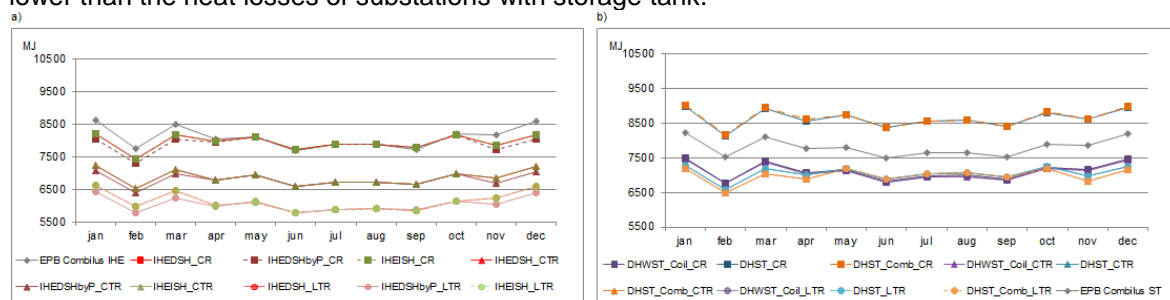 lower than the heat losses of substations with storage tank.
a)
MJ
10500
9500
8500
7500
6500
5500
jan feb mar apr may jun jul aug sep oct nov dec
EPB Combilus IHE IHEDSH_CR IHEDSHbyP_CR IHEISH_CR IHEDSH_CTR
IHEDSHbyP_CTR IHEISH_CTR IHEDSH_LTR IHEDSHbyP_LTR IHEISH_LTR
b)
MJ
10500
9500
8500
7500
6500
5500
jan feb mar apr may jun jul aug sep oct nov dec
DHWST_Coil_CR DHST_CR DHST_Comb_CR DHWST_Coil_CTR DHST_CTR
DHST_Comb_CTR DHWST_Coil_LTR DHST_LTR DHST_Comb_LTR EPB Combilus ST